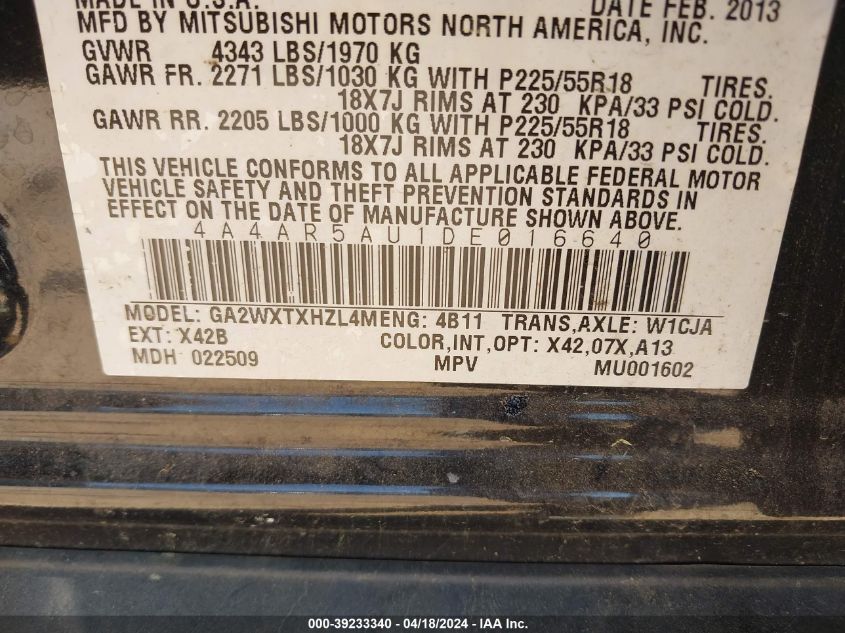 MADE IN U.S.A. DATE FEB. 2013
MFD BY MITSUBISHI MOTORS NORTH AMERICA, INC.
GVWR 4343 LBS/1970 KG
GAWR FR. 2271 LBS/1030 KG WITH P225/55R18 TIRES.
18X7J RIMS AT 230 KPA/33 PSI COLD.
GAWR RR. 2205 LBS/1000 KG WITH P225/55R18 TIRES.
18X7J RIMS AT 230 KPA/33 PSI COLD.
THIS VEHICLE CONFORMS TO ALL APPLICABLE FEDERAL MOTOR
VEHICLE SAFETY AND THEFT PREVENTION STANDARDS IN
EFFECT ON THE DATE OF MANUFACTURE SHOWN ABOVE.
4A4AR5AU1DE016640
MODEL: GA2WXTXHZL4MENG: 4B11 TRANS,AXLE: W1CJA
EXT: X42B COLOR,INT,OPT: X42,07X,A13
MDH 022509 MPV MU001602
000-39233340 - 04/18/2024 - IAA Inc.